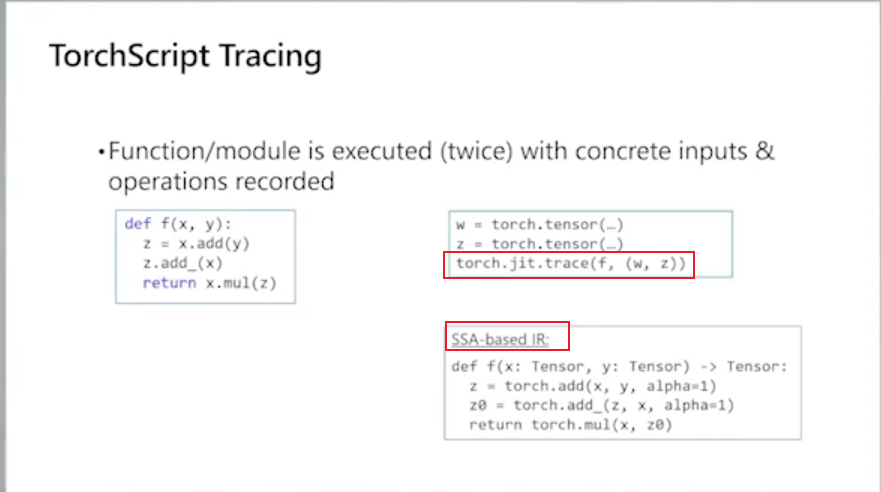 TorchScript Tracing
•Function/module is executed (twice) with concrete inputs &
operations recorded
def f(x, y):
  z = x.add(y)
  z.add_(x)
  return x.mul(z)
w = torch.tensor(…)
z = torch.tensor(…)
torch.jit.trace(f, (w, z))
SSA-based IR:
def f(x: Tensor, y: Tensor) -> Tensor:
  z = torch.add(x, y, alpha=1)
  z0 = torch.add_(z, x, alpha=1)
  return torch.mul(x, z0)